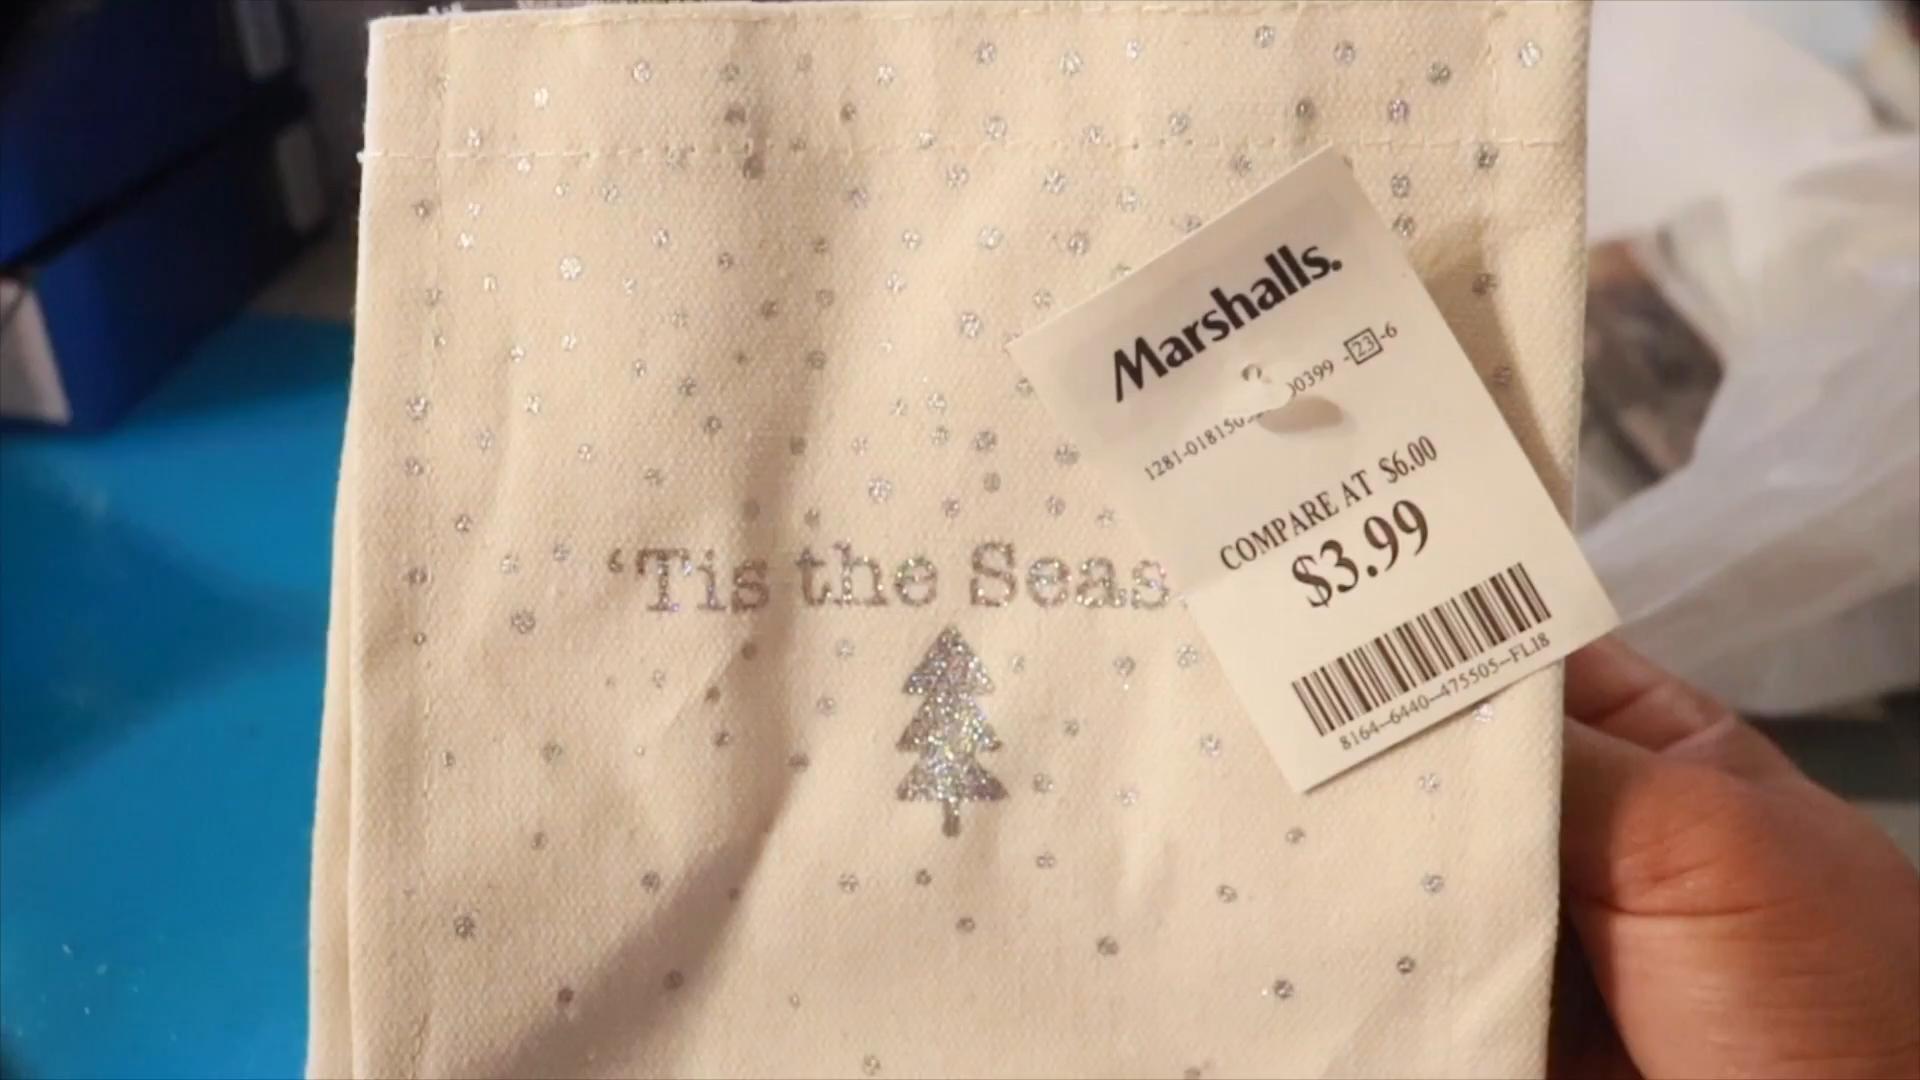 'Tis the Seas
Marshalls.
1281-01815 00399 -23-6
COMPARE AT $6.00
$3.99
8164-6440-475505-FL18